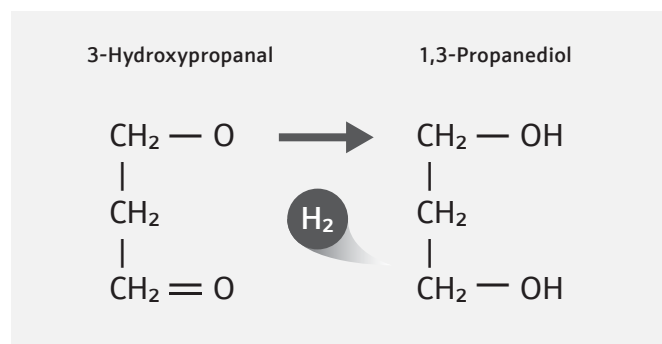 3-Hydroxypropanal 1,3-Propanediol
CH₂ — O CH₂ — OH
| |
CH₂ H₂ CH₂
| |
CH₂ = O CH₂ — OH